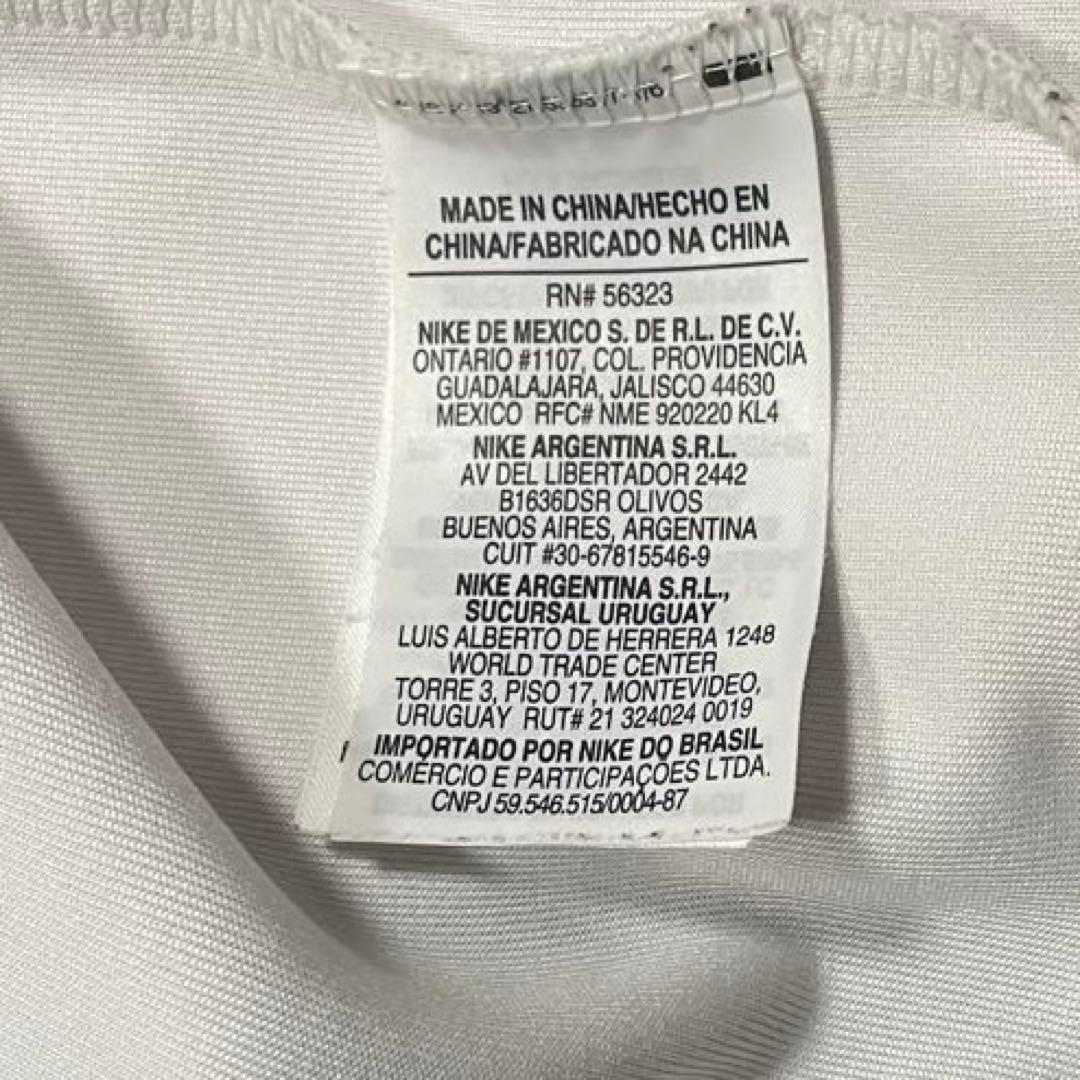 MADE IN CHINA/HECHO EN
CHINA/FABRICADO NA CHINA
RN# 56323
NIKE DE MEXICO S. DE R.L. DE C.V.
ONTARIO #1107, COL. PROVIDENCIA
GUADALAJARA, JALISCO 44630
MEXICO RFC# NME 920220 KL4
NIKE ARGENTINA S.R.L.
AV DEL LIBERTADOR 2442
B1636DSR OLIVOS
BUENOS AIRES, ARGENTINA
CUIT #30-67815546-9
NIKE ARGENTINA S.R.L.,
SUCURSAL URUGUAY
LUIS ALBERTO DE HERRERA 1248
WORLD TRADE CENTER
TORRE 3, PISO 17, MONTEVIDEO,
URUGUAY RUT# 21 324024 0019
IMPORTADO POR NIKE DO BRASIL
COMERCIO E PARTICIPAÇÕES LTDA.
CNPJ 59.546.515/0004-87